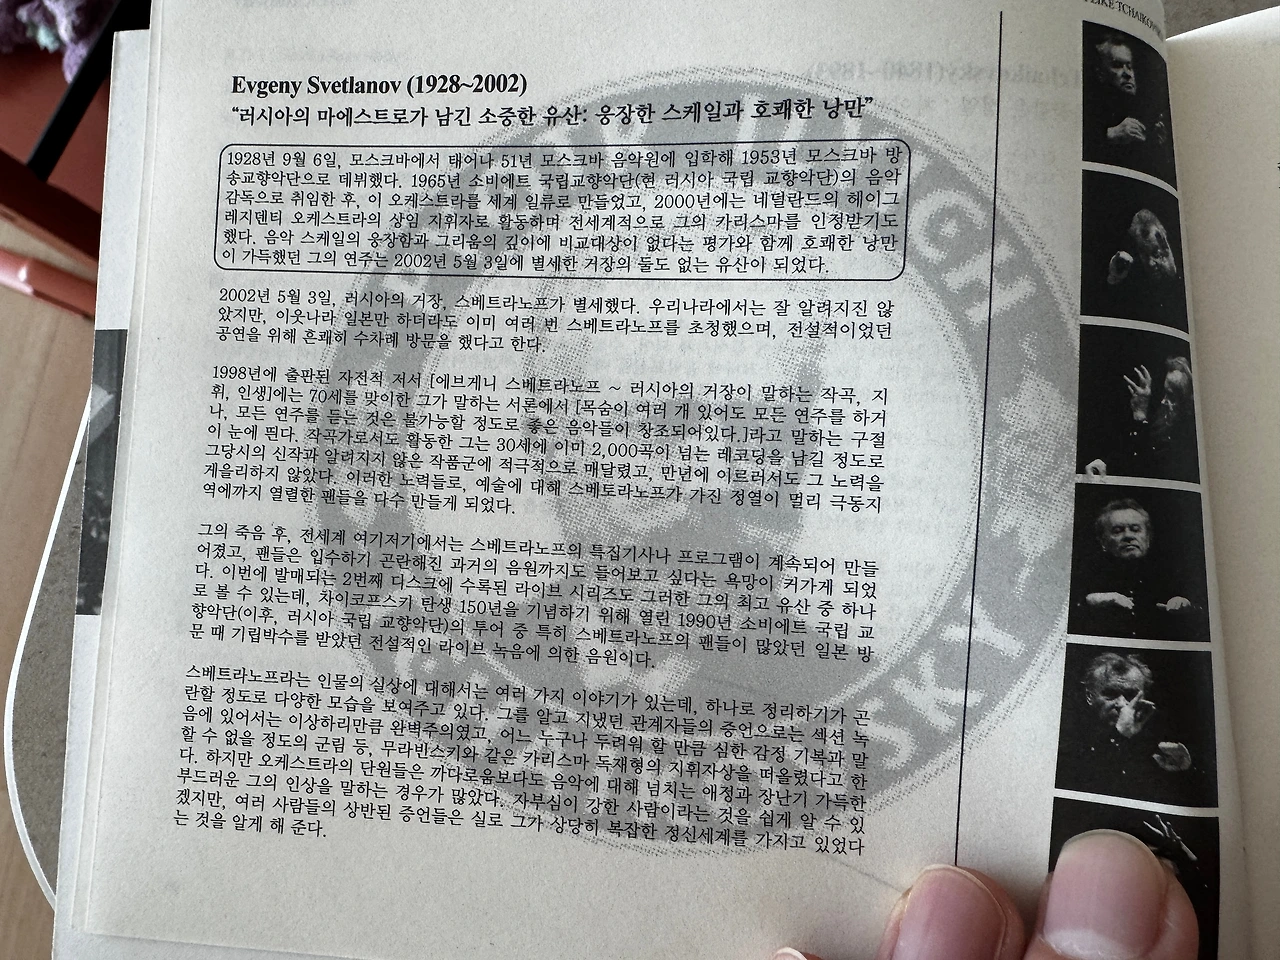 Evgeny Svetlanov (1928~2002)
“러시아의 마에스트로가 남긴 소중한 유산: 웅장한 스케일과 호쾌한 낭만”
1928년 9월 6일, 모스크바에서 태어나 51년 모스크바 음악원에 입학해 1953년 모스크바 방
송교향악단으로 데뷔했다. 1965년 소비에트 국립교향악단(현 러시아 국립 교향악단)의 음악
감독으로 취임한 후, 이 오케스트라를 세계 일류로 만들었고, 2000년에는 네덜란드의 헤이그
레지덴티 오케스트라의 상임 지휘자로 활동하며 전세계적으로 그의 카리스마를 인정받기도
했다. 음악 스케일의 웅장함과 그리움의 깊이에 비교대상이 없다는 평가와 함께 호쾌한 낭만
이 가득했던 그의 연주는 2002년 5월 3일에 별세한 거장의 둘도 없는 유산이 되었다.
2002년 5월 3일, 러시아의 거장, 스베트라노프가 별세했다. 우리나라에서는 잘 알려지진 않
았지만, 이웃나라 일본만 하더라도 이미 여러 번 스베트라노프를 초청했으며, 전설적이었던
공연을 위해 흔쾌히 수차례 방문을 했다고 한다.
1998년에 출판된 자전적 저서 [에브게니 스베트라노프 ~ 러시아의 거장이 말하는 작곡, 지
휘, 인생]에는 70세를 맞이한 그가 말하는 서론에서 [목숨이 여러 개 있어도 모든 연주를 하거
나, 모든 연주를 듣는 것은 불가능할 정도로 좋은 음악들이 창조되어있다.]라고 말하는 구절
이 눈에 띈다. 작곡가로서도 활동한 그는 30세에 이미 2,000곡이 넘는 레코딩을 남길 정도로
그당시의 신작과 알려지지 않은 작품군에 적극적으로 매달렸고, 만년에 이르러서도 그 노력을
게을리하지 않았다. 이러한 노력들로, 예술에 대해 스베토라노프가 가진 정열이 멀리 극동지
역에까지 열렬한 팬들을 다수 만들게 되었다.
그의 죽음 후, 전세계 여기저기에서는 스베트라노프의 특집기사나 프로그램이 계속되어 만들
어졌고, 팬들은 입수하기 곤란해진 과거의 음원까지도 들어보고 싶다는 욕망이 커가게 되었
다. 이번에 발매되는 2번째 디스크에 수록된 라이브 시리즈도 그러한 그의 최고 유산 중 하나
로 볼 수 있는데, 차이코프스키 탄생 150년을 기념하기 위해 열린 1990년 소비에트 국립 교
향악단(이후, 러시아 국립 교향악단)의 투어 중 특히 스베트라노프의 팬들이 많았던 일본 방
문 때 기립박수를 받았던 전설적인 라이브 녹음에 의한 음원이다.
스베트라노프라는 인물의 실상에 대해서는 여러 가지 이야기가 있는데, 하나로 정리하기가 곤
란할 정도로 다양한 모습을 보여주고 있다. 그를 알고 지냈던 관계자들의 증언으로는 섹션 녹
음에 있어서는 이상하리만큼 완벽주의였고, 어느 누구나 두려워 할 만큼 심한 감정 기복과 말
할 수 없을 정도의 군림 등, 무라빈스키와 같은 카리스마 독재형의 지휘자상을 떠올렸다고 한
다. 하지만 오케스트라의 단원들은 까다로움보다도 음악에 대해 넘치는 애정과 장난기 가득한
부드러운 그의 인상을 말하는 경우가 많았다. 자부심이 강한 사람이라는 것을 쉽게 알 수 있
겠지만, 여러 사람들의 상반된 증언들은 실로 그가 상당히 복잡한 정신세계를 가지고 있었다
는 것을 알게 해 준다.